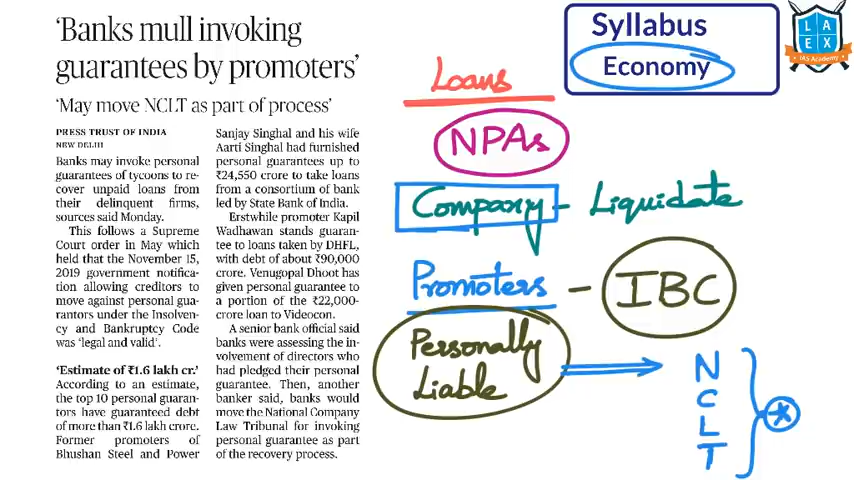 'Banks mull invoking
guarantees by promoters'
'May move NCLT as part of process'
PRESS TRUST OF INDIA
NEW DELHI
Banks may invoke personal
guarantees of tycoons to re-
cover unpaid loans from
their delinquent firms,
sources said Monday.
This follows a Supreme
Court order in May which
held that the November 15,
2019 government notifica-
tion allowing creditors to
move against personal gua-
rantors under the Insolven-
cy and Bankruptcy Code
was 'legal and valid'.
'Estimate of ₹1.6 lakh cr.'
According to an estimate,
the top 10 personal guaran-
tors have guaranteed debt
of more than ₹1.6 lakh crore.
Former promoters of
Bhushan Steel and Power
Sanjay Singhal and his wife
Aarti Singhal had furnished
personal guarantees up to
₹24,550 crore to take loans
from a consortium of bank
led by State Bank of India.
Erstwhile promoter Kapil
Wadhawan stands guaran-
tee to loans taken by DHFL,
with debt of about ₹90,000
crore. Venugopal Dhoot has
given personal guarantee to
a portion of the ₹22,000-
crore loan to Videocon.
A senior bank official said
banks were assessing the in-
volvement of directors who
had pledged their personal
guarantee. Then, another
banker said, banks would
move the National Company
Law Tribunal for invoking
personal guarantee as part
of the recovery process.
Syllabus
Economy
L A
E X
IAS Academy
Loans
NPAs
Company - Liquidate
Promoters - IBC
Personally
Liable
N
C
L
T